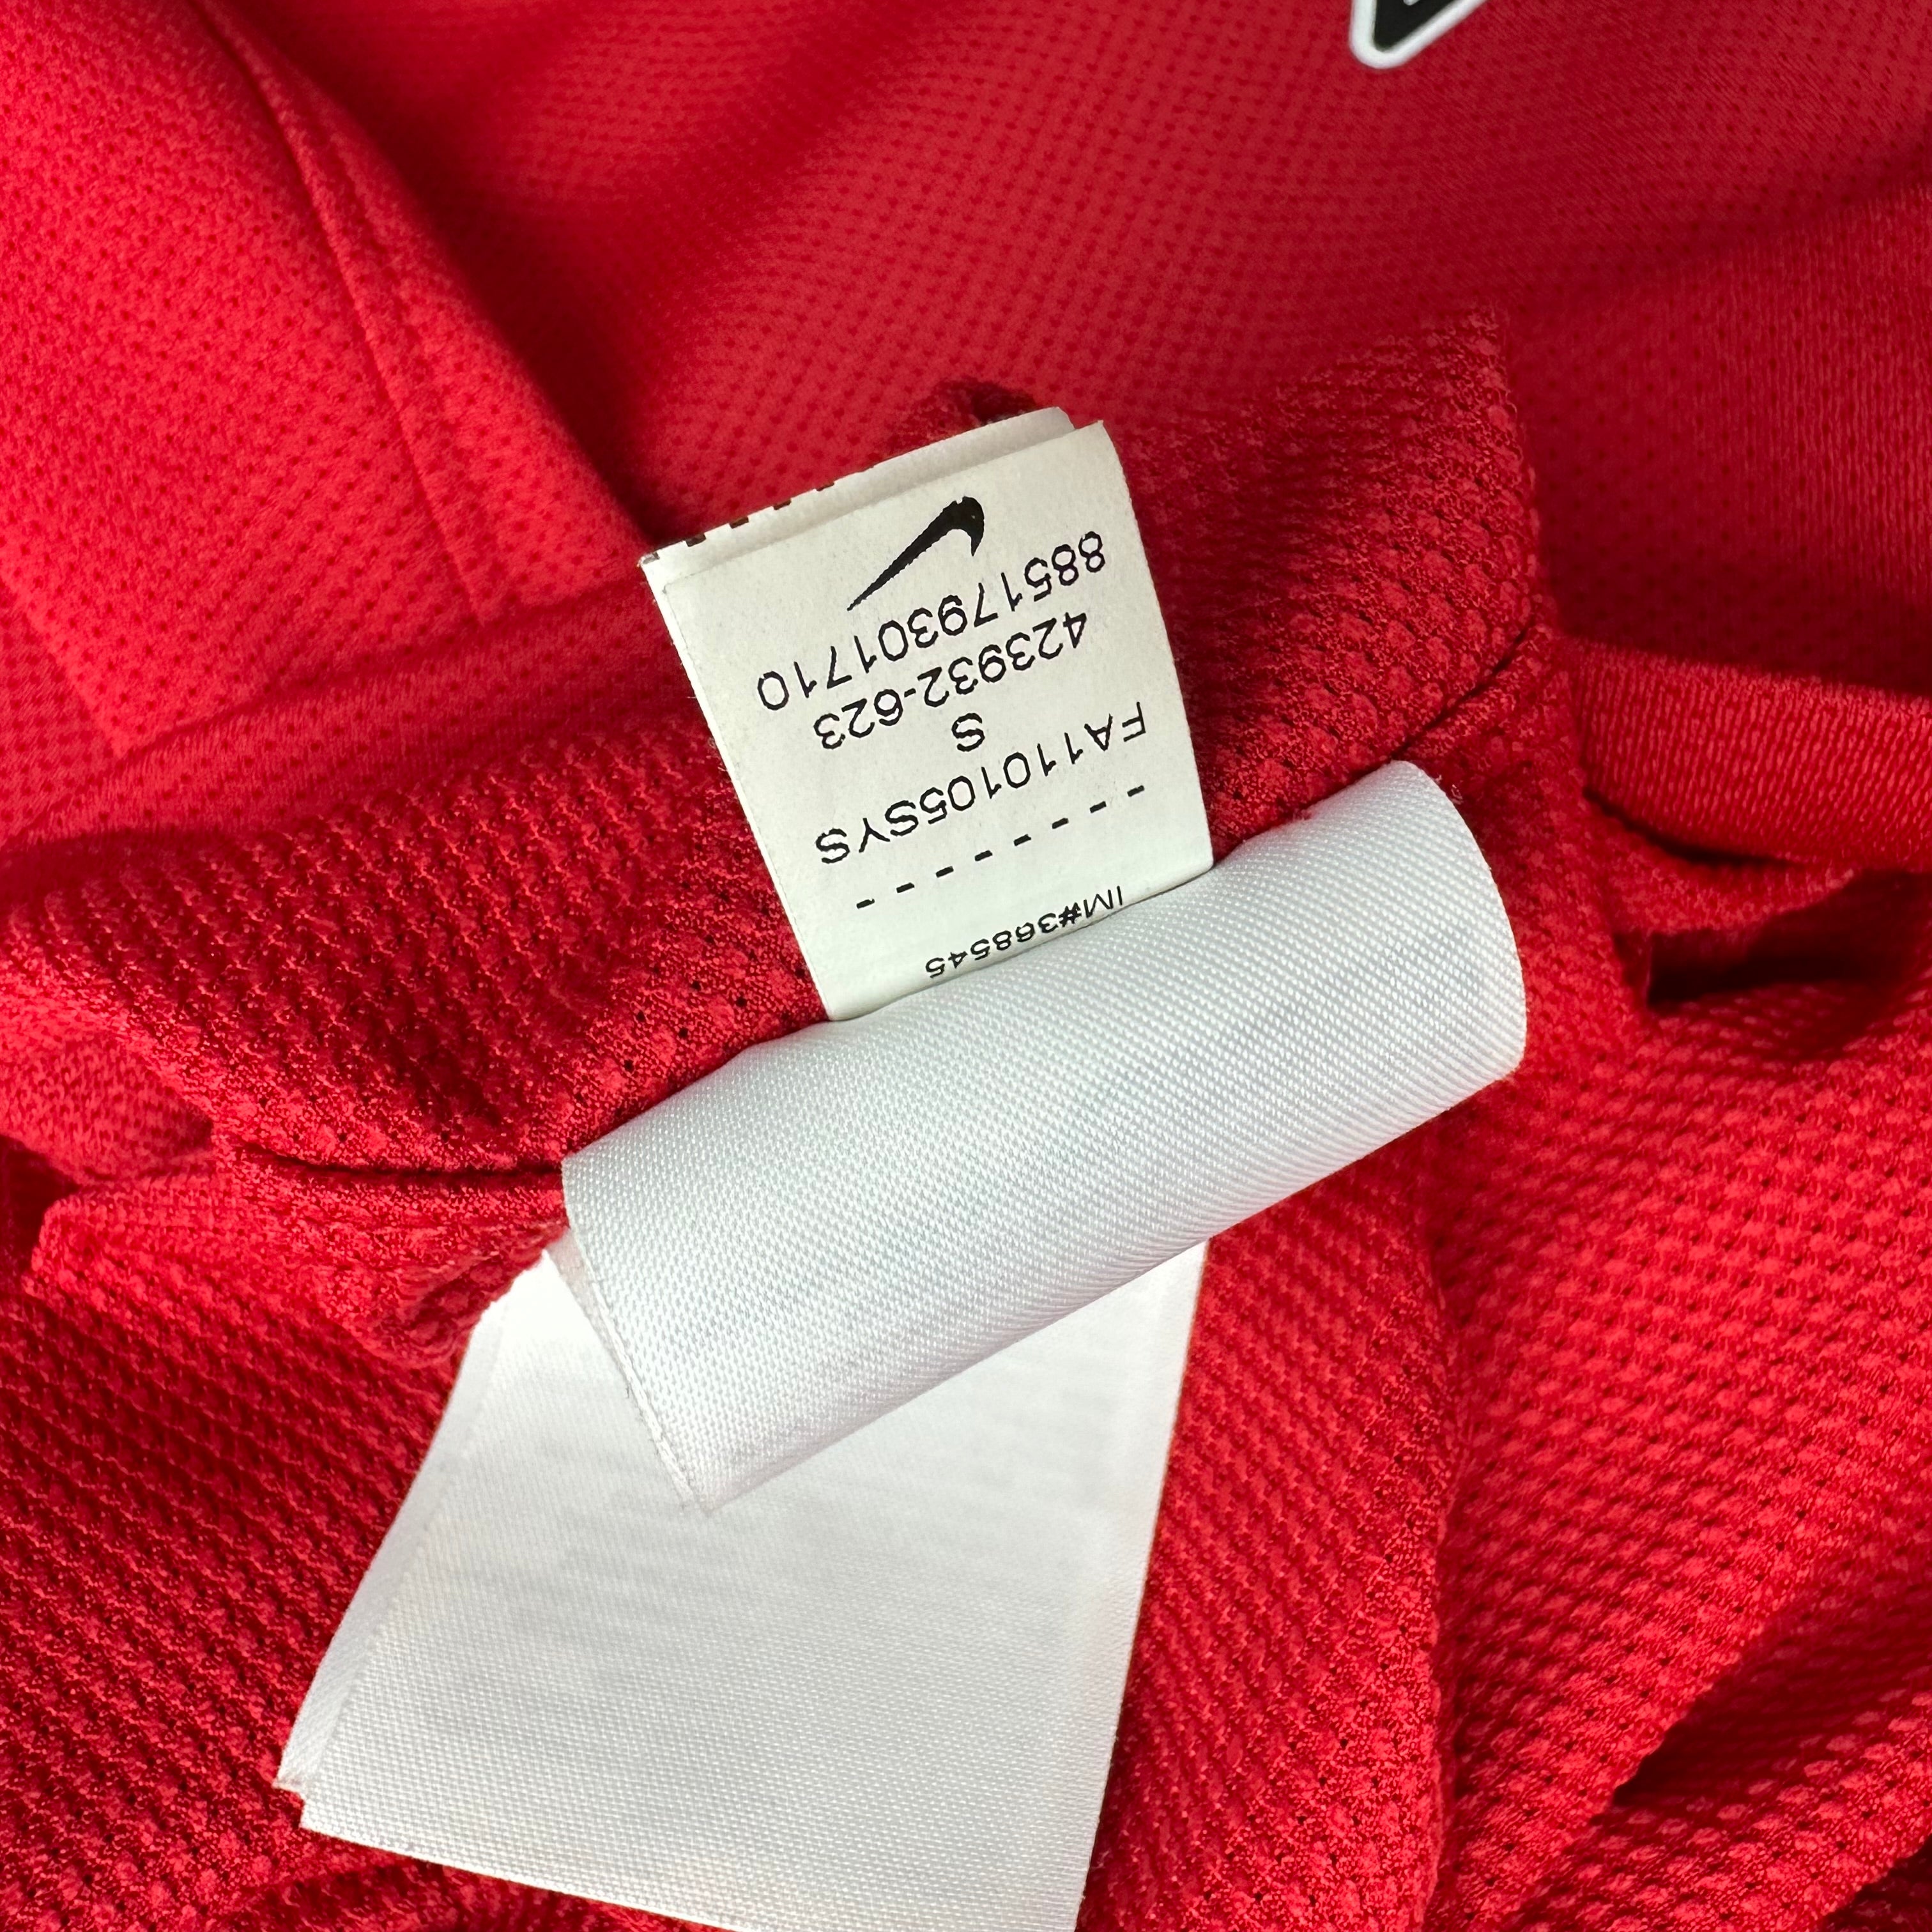 885179301710
423932-623
S
FA110105SYS
- - - - - - - -
IM#368545